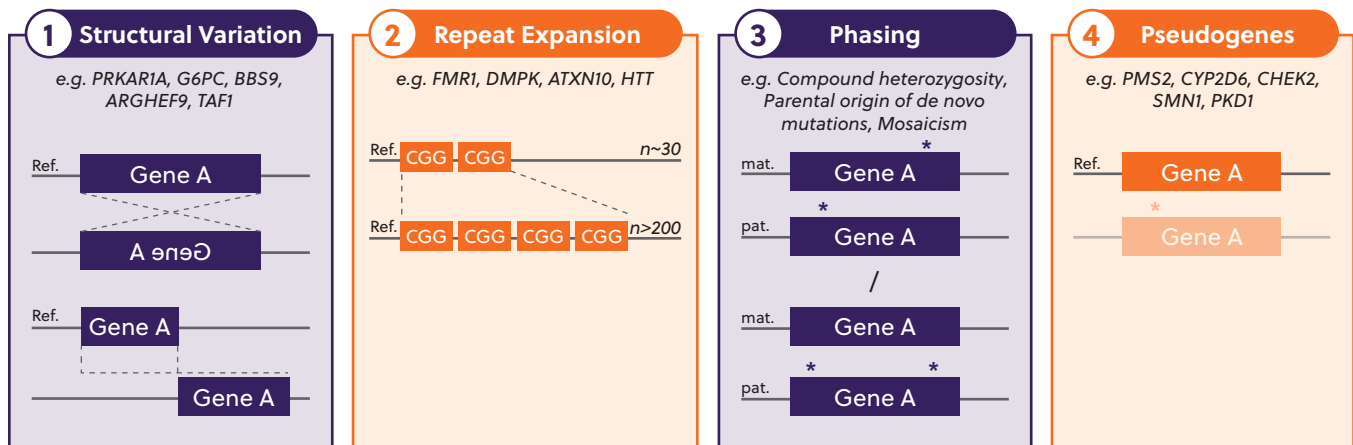 1 Structural Variation
e.g. PRKAR1A, G6PC, BBS9,
ARGHEF9, TAF1
Ref.
Gene A
Gene A
Ref.
Gene A
Gene A
2 Repeat Expansion
e.g. FMR1, DMPK, ATXN10, HTT
Ref. CGG CGG n~30
Ref. CGG CGG CGG CGG n>200
3 Phasing
e.g. Compound heterozygosity,
Parental origin of de novo
mutations, Mosaicism
*
mat. Gene A
*
pat. Gene A
/
mat. Gene A
* *
pat. Gene A
4 Pseudogenes
e.g. PMS2, CYP2D6, CHEK2,
SMN1, PKD1
Ref. Gene A
*
Gene A